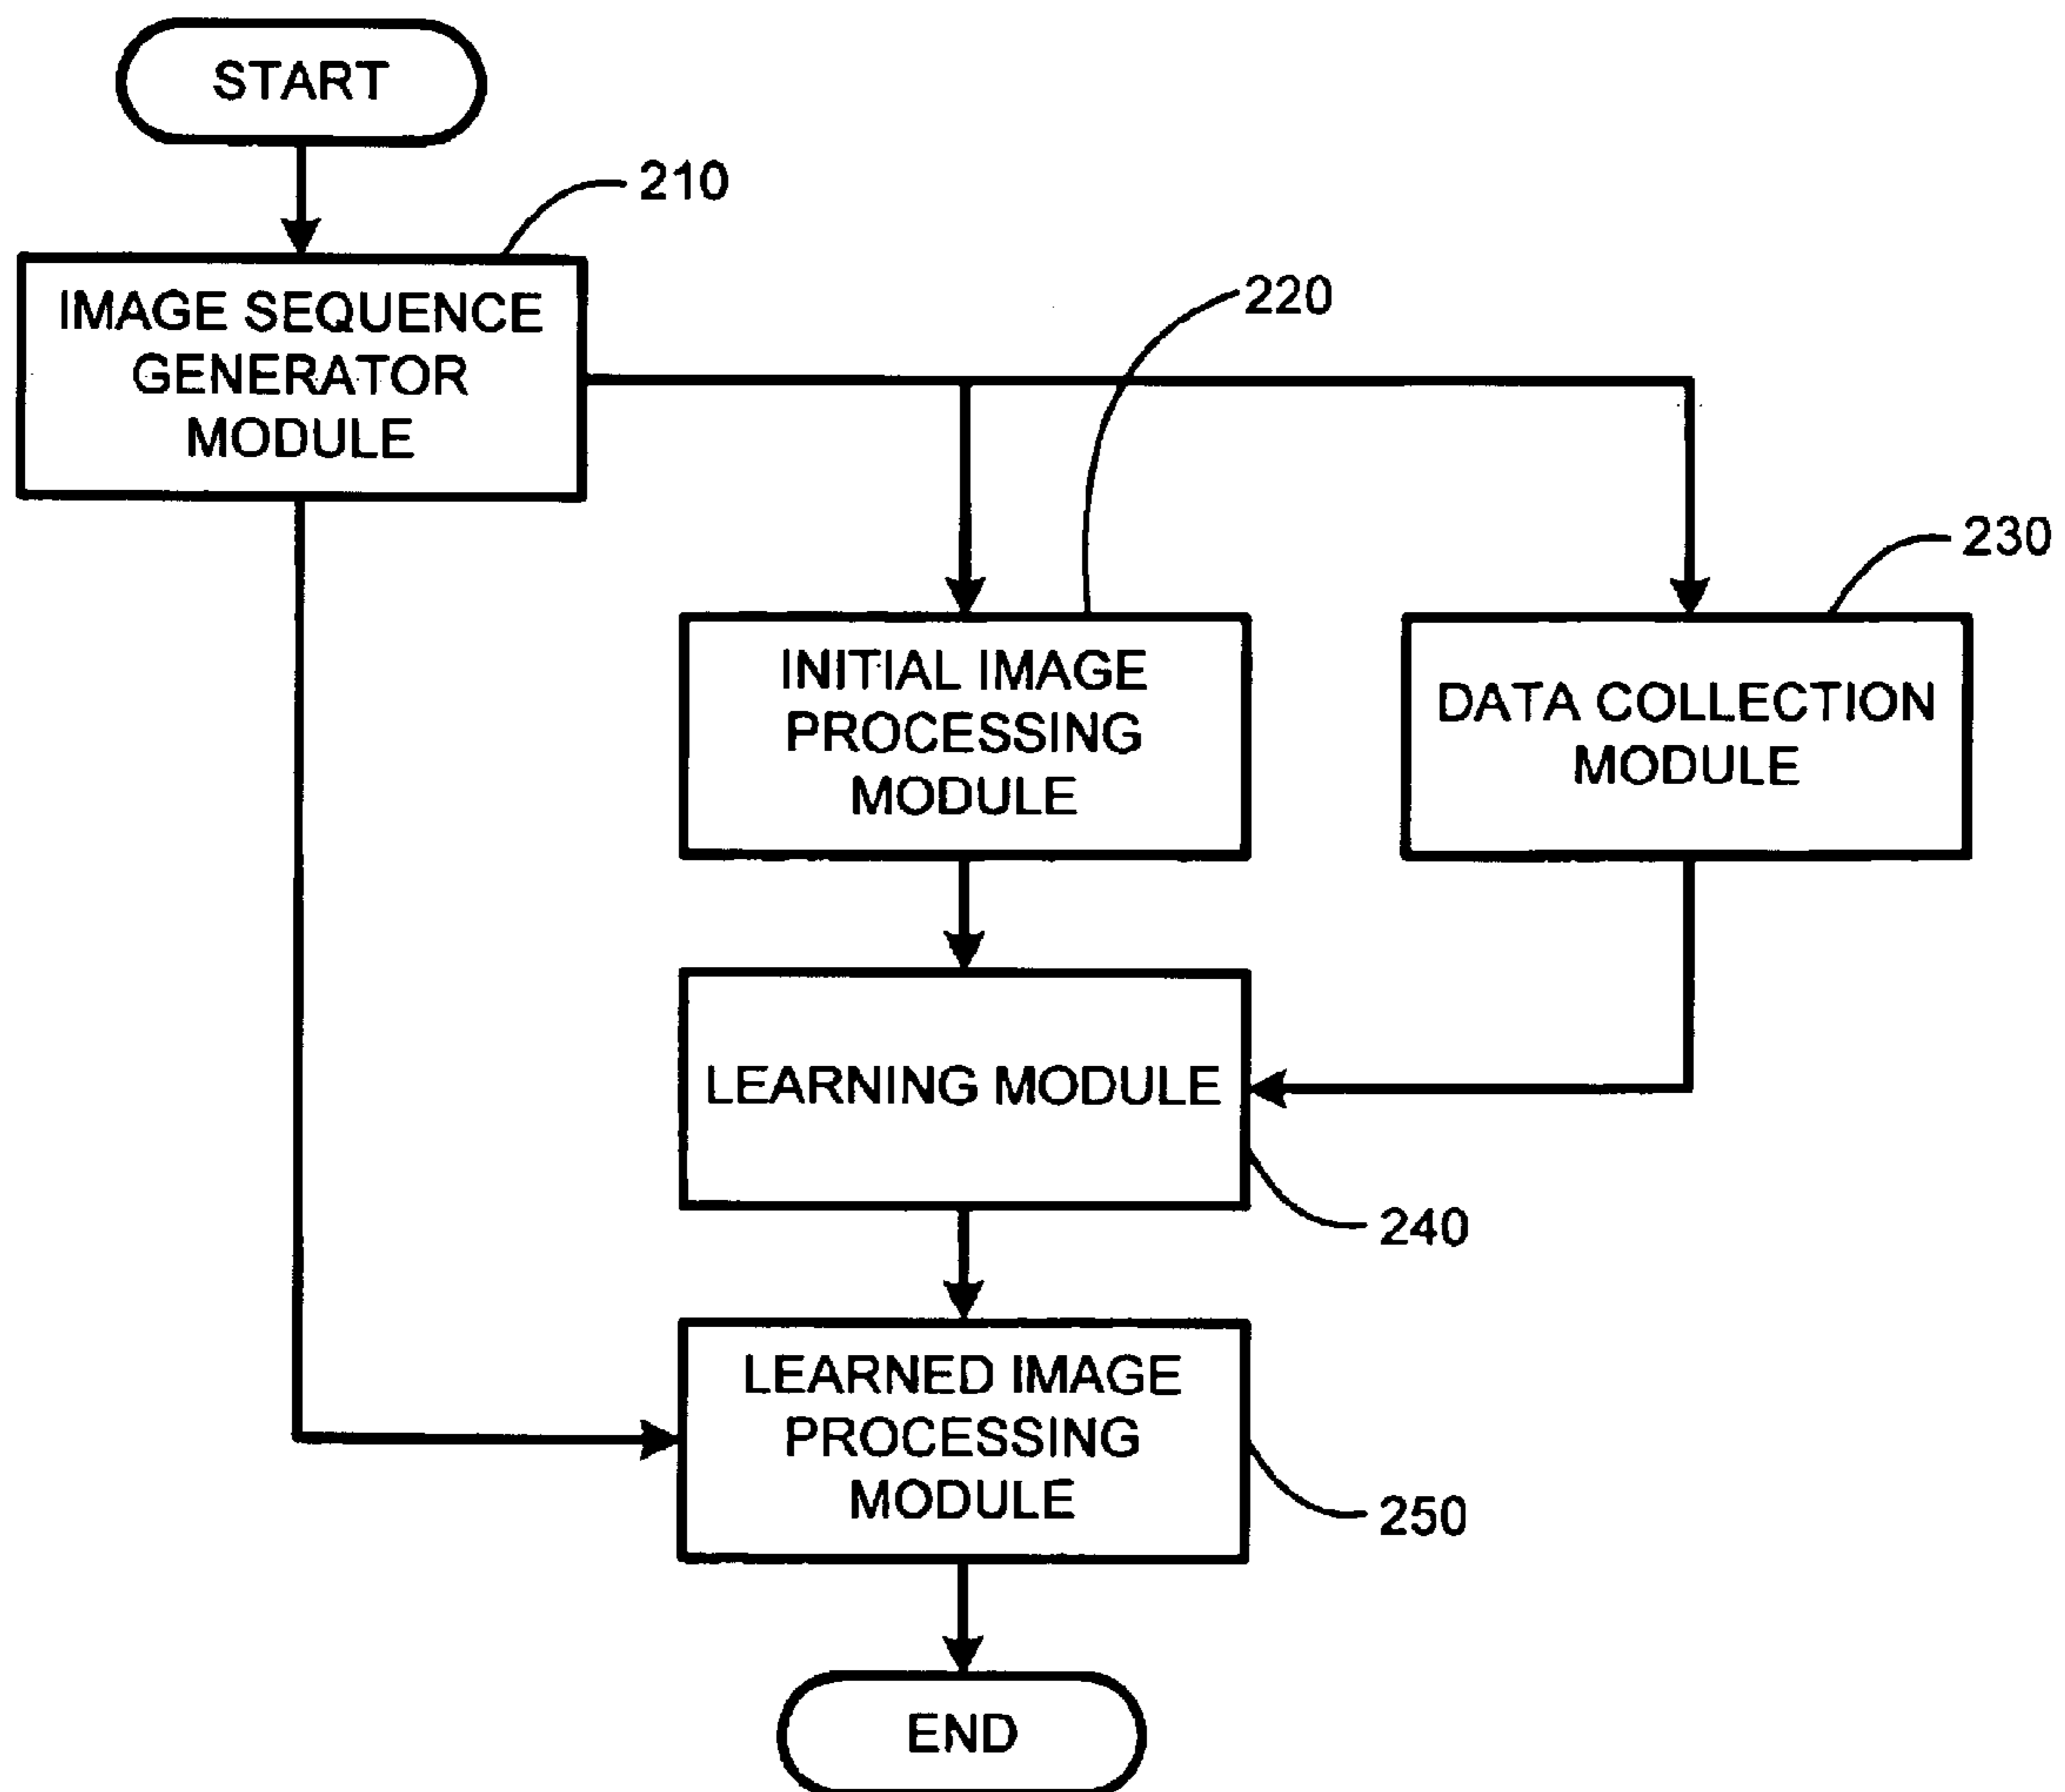 START
210
IMAGE SEQUENCE
GENERATOR
MODULE
220
230
INITIAL IMAGE
PROCESSING
MODULE
DATA COLLECTION
MODULE
LEARNING MODULE
240
LEARNED IMAGE
PROCESSING
MODULE
250
END